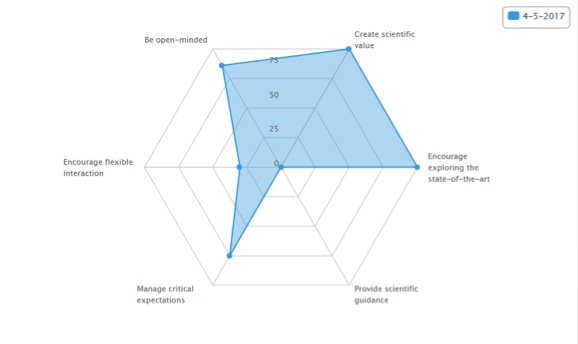 4-5-2017
Create scientific
value
Be open-minded
75
50
25
0
Encourage flexible
interaction
Encourage
exploring the
state-of-the-art
Manage critical
expectations
Provide scientific
guidance